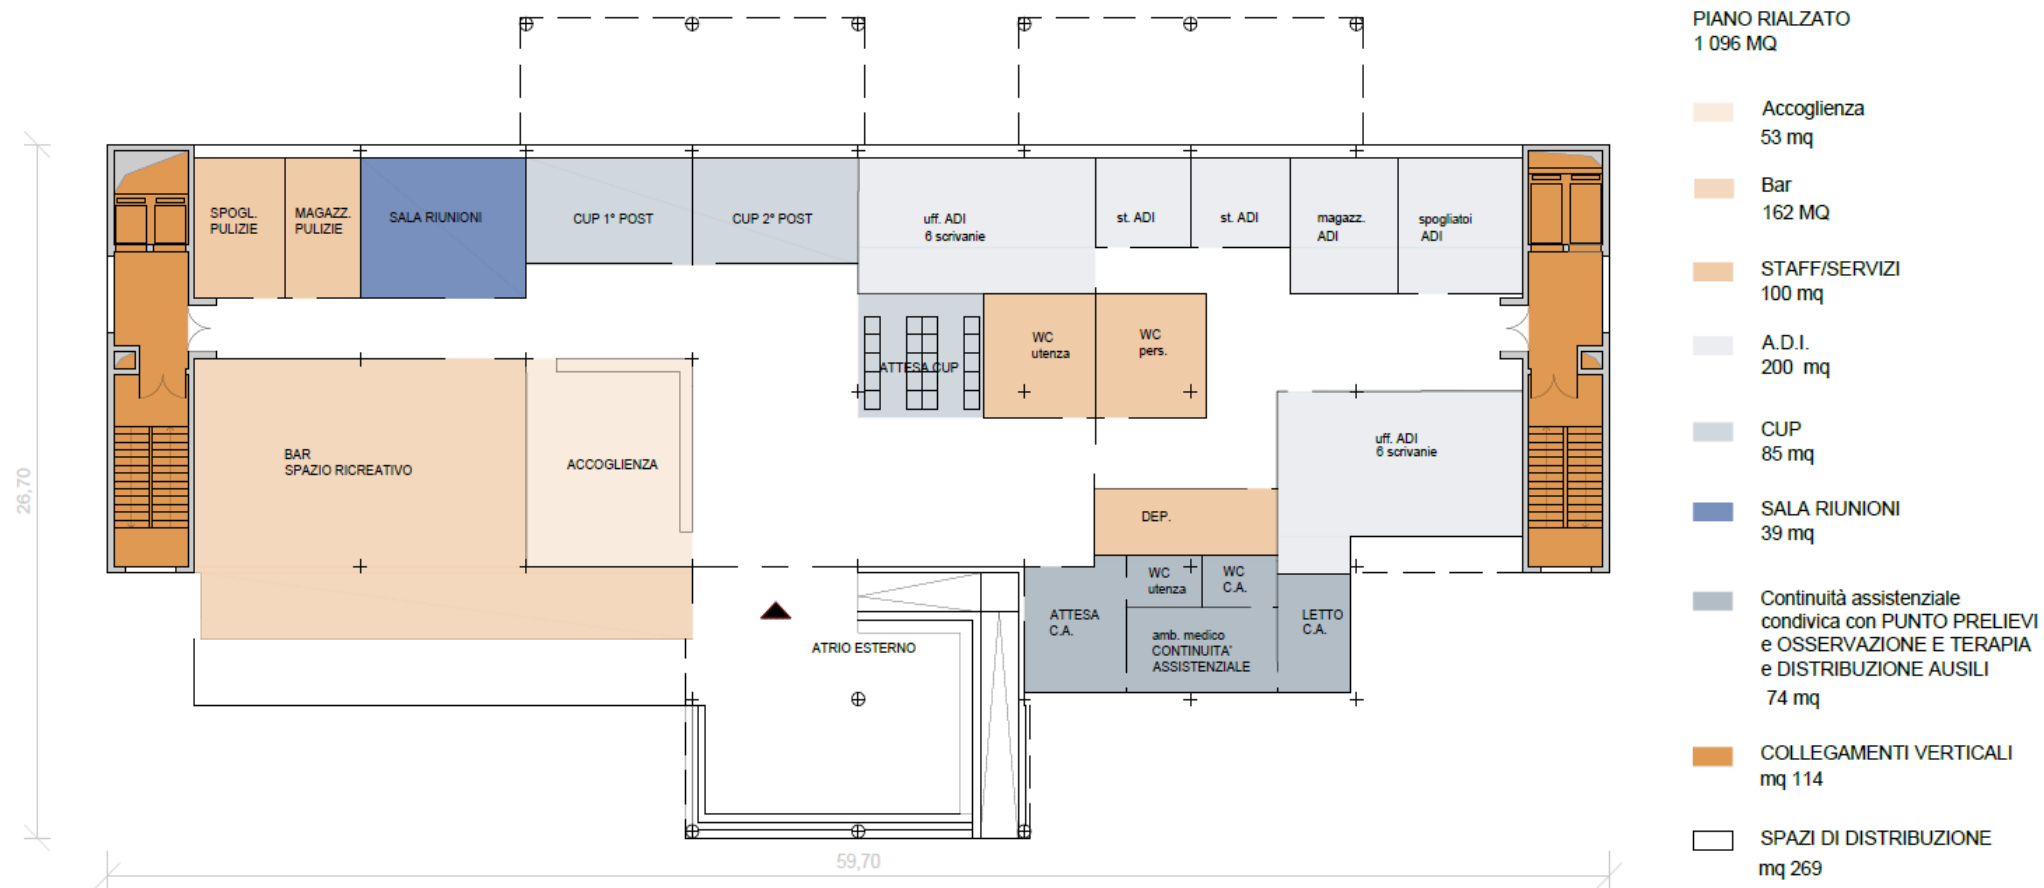 PIANO RIALZATO
1 096 MQ
Accoglienza
53 mq
Bar
162 MQ
STAFF/SERVIZI
100 mq
A.D.I.
200 mq
CUP
85 mq
SALA RIUNIONI
39 mq
Continuità assistenziale
condivica con PUNTO PRELIEVI
e OSSERVAZIONE E TERAPIA
e DISTRIBUZIONE AUSILI
74 mq
COLLEGAMENTI VERTICALI
mq 114
SPAZI DI DISTRIBUZIONE
mq 269
SPOGL.
PULIZIE
MAGAZZ.
PULIZIE
SALA RIUNIONI
CUP 1° POST
CUP 2° POST
uff. ADI
6 scrivanie
st. ADI
st. ADI
magazz.
ADI
spogliatoi
ADI
ATTESA CUP
WC
utenza
WC
pers.
BAR
SPAZIO RICREATIVO
ACCOGLIENZA
uff. ADI
6 scrivanie
DEP.
WC
utenza
WC
C.A.
ATTESA
C.A.
amb. medico
CONTINUITA'
ASSISTENZIALE
LETTO
C.A.
ATRIO ESTERNO
26,70
59,70